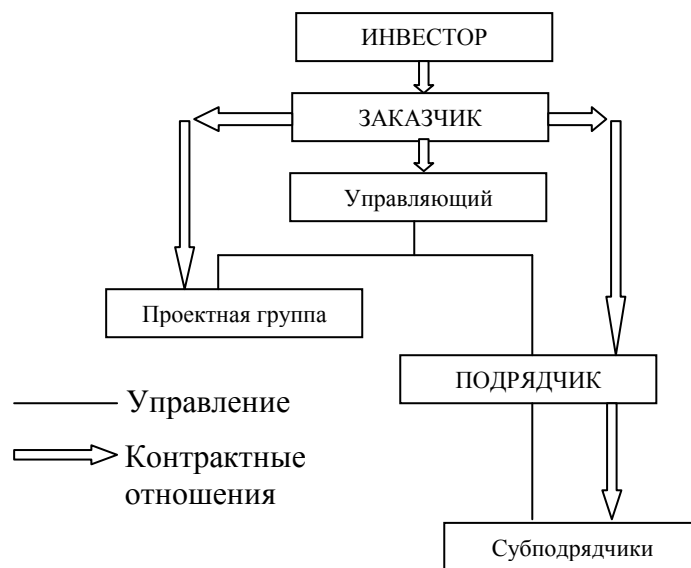 ИНВЕСТОР
ЗАКАЗЧИК
Управляющий
Проектная группа
ПОДРЯДЧИК
Управление
Контрактные
отношения
Субподрядчики